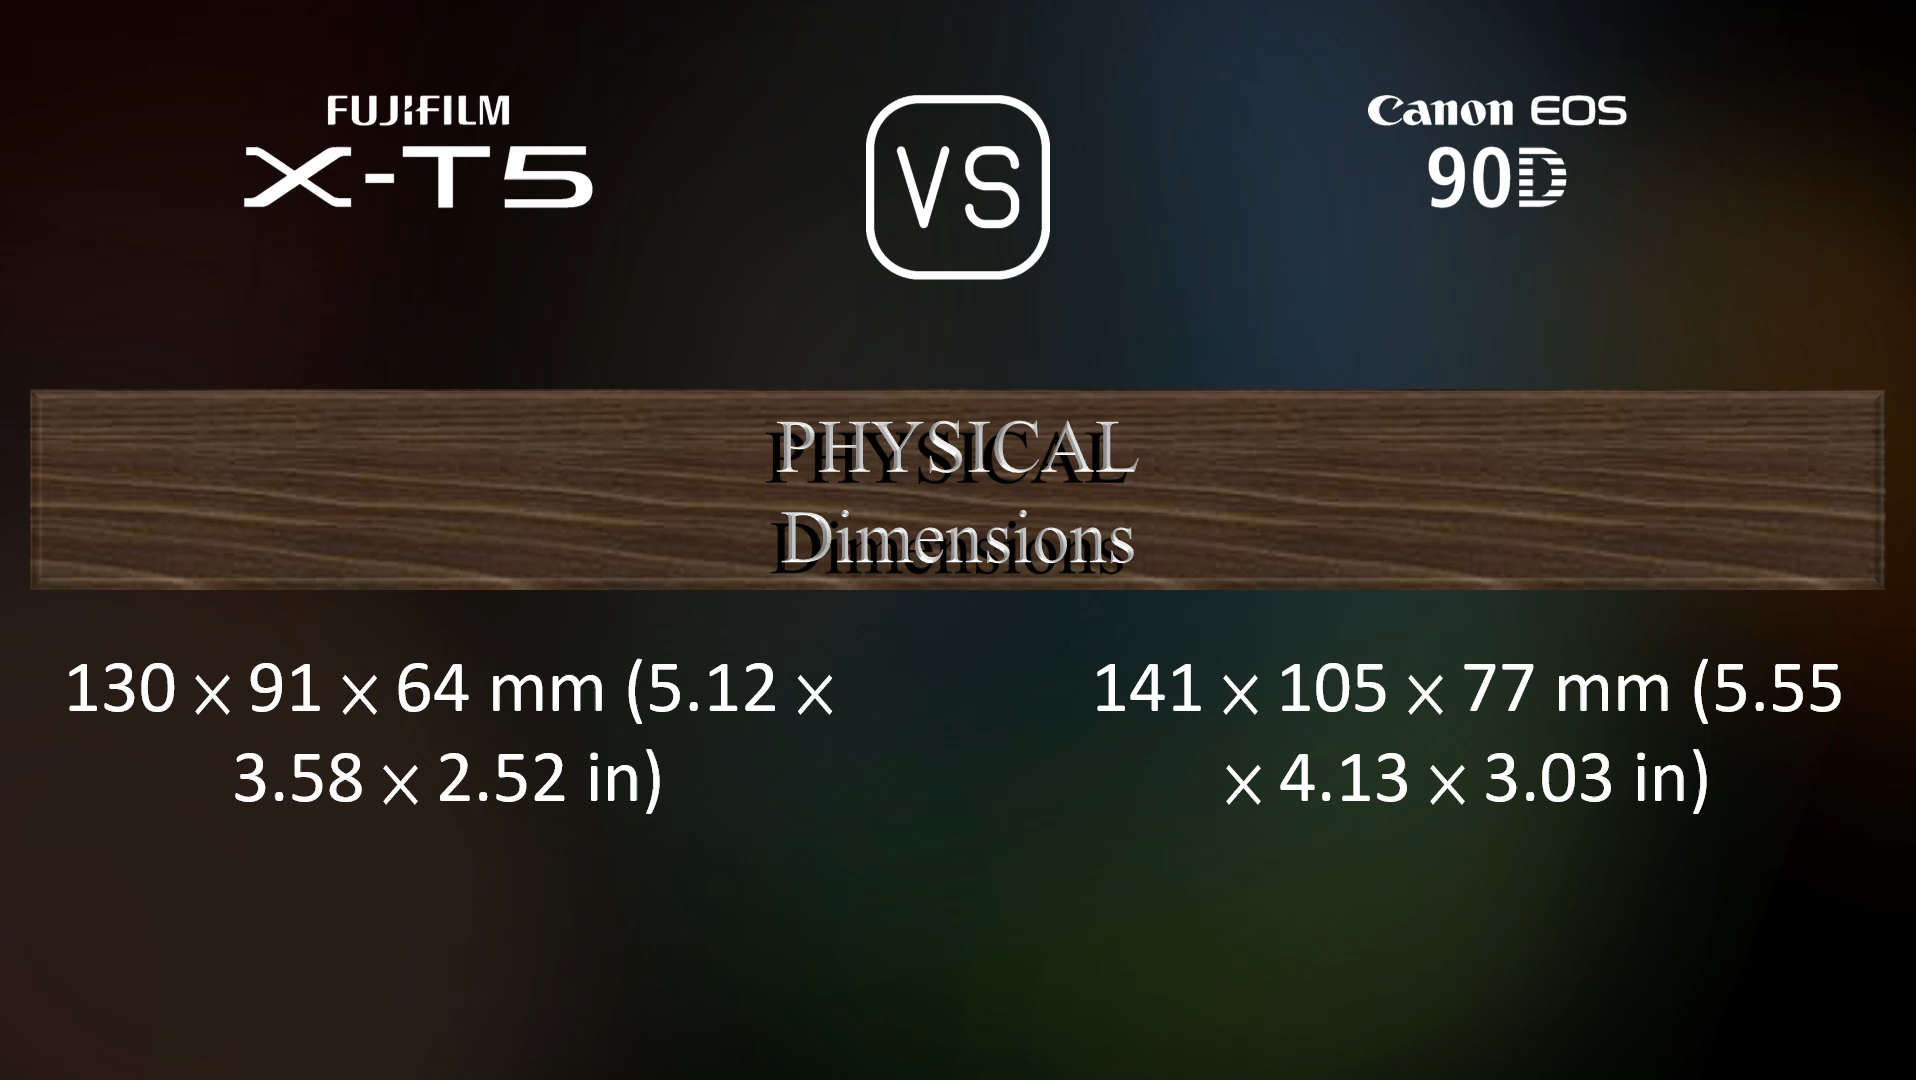 FUJIFILM
X-T5
VS
Canon EOS
90D
PHYSICAL
Dimensions
130 x 91 x 64 mm (5.12 x
3.58 x 2.52 in)
141 x 105 x 77 mm (5.55
x 4.13 x 3.03 in)